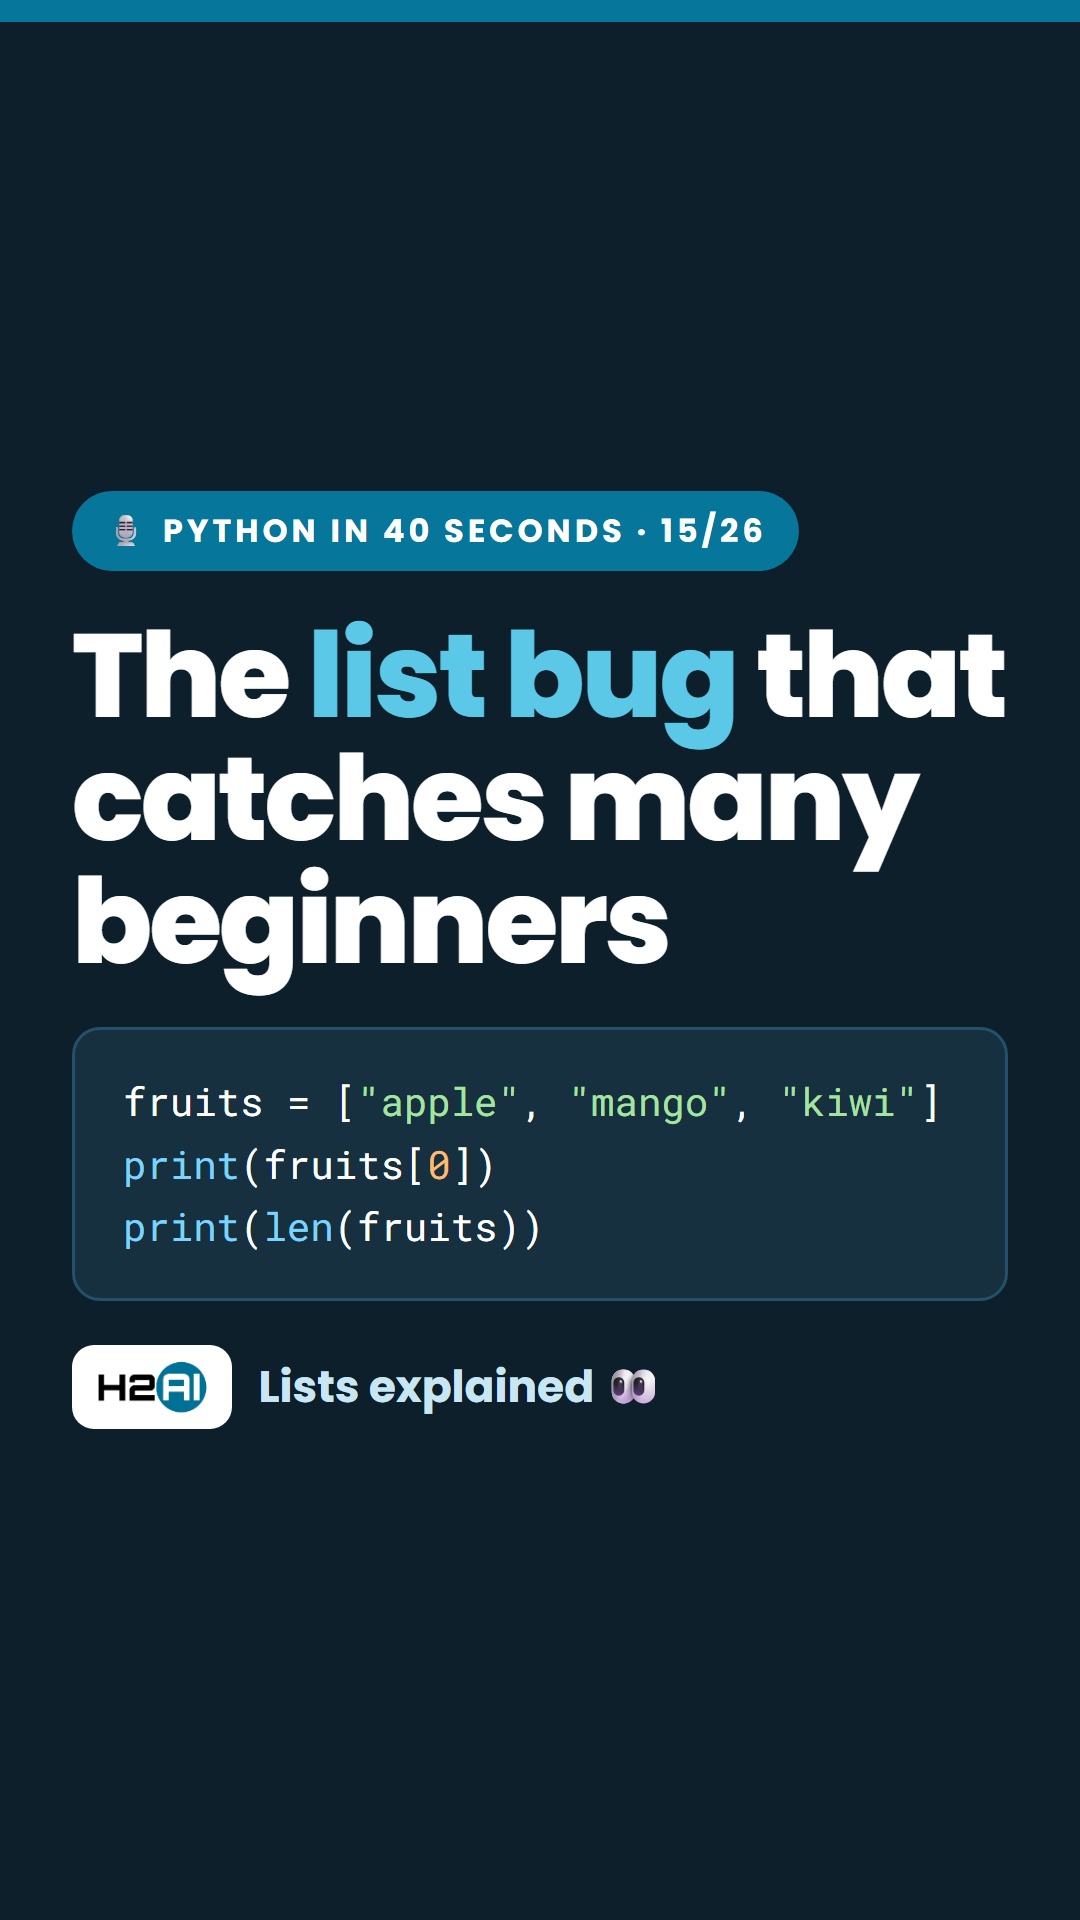 🎙️ PYTHON IN 40 SECONDS · 15/26
The list bug that
catches many
beginners
fruits = ["apple", "mango", "kiwi"]
print(fruits[0])
print(len(fruits))
H2AI Lists explained 👀